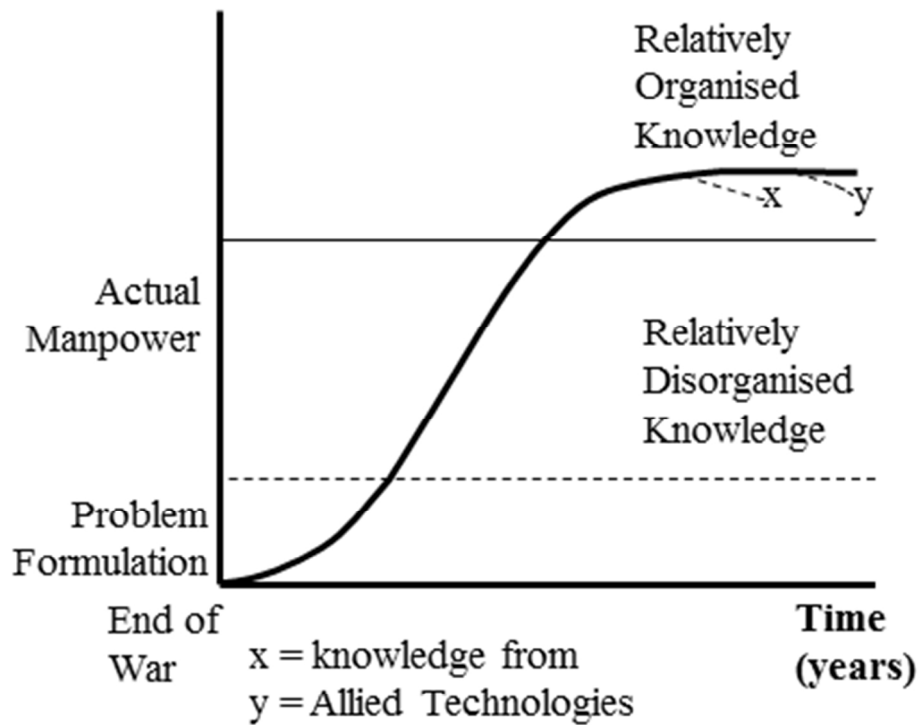 Relatively
Organised
Knowledge
x
y
Actual
Manpower
Relatively
Disorganised
Knowledge
Problem
Formulation
End of
War
Time
(years)
x = knowledge from
y = Allied Technologies